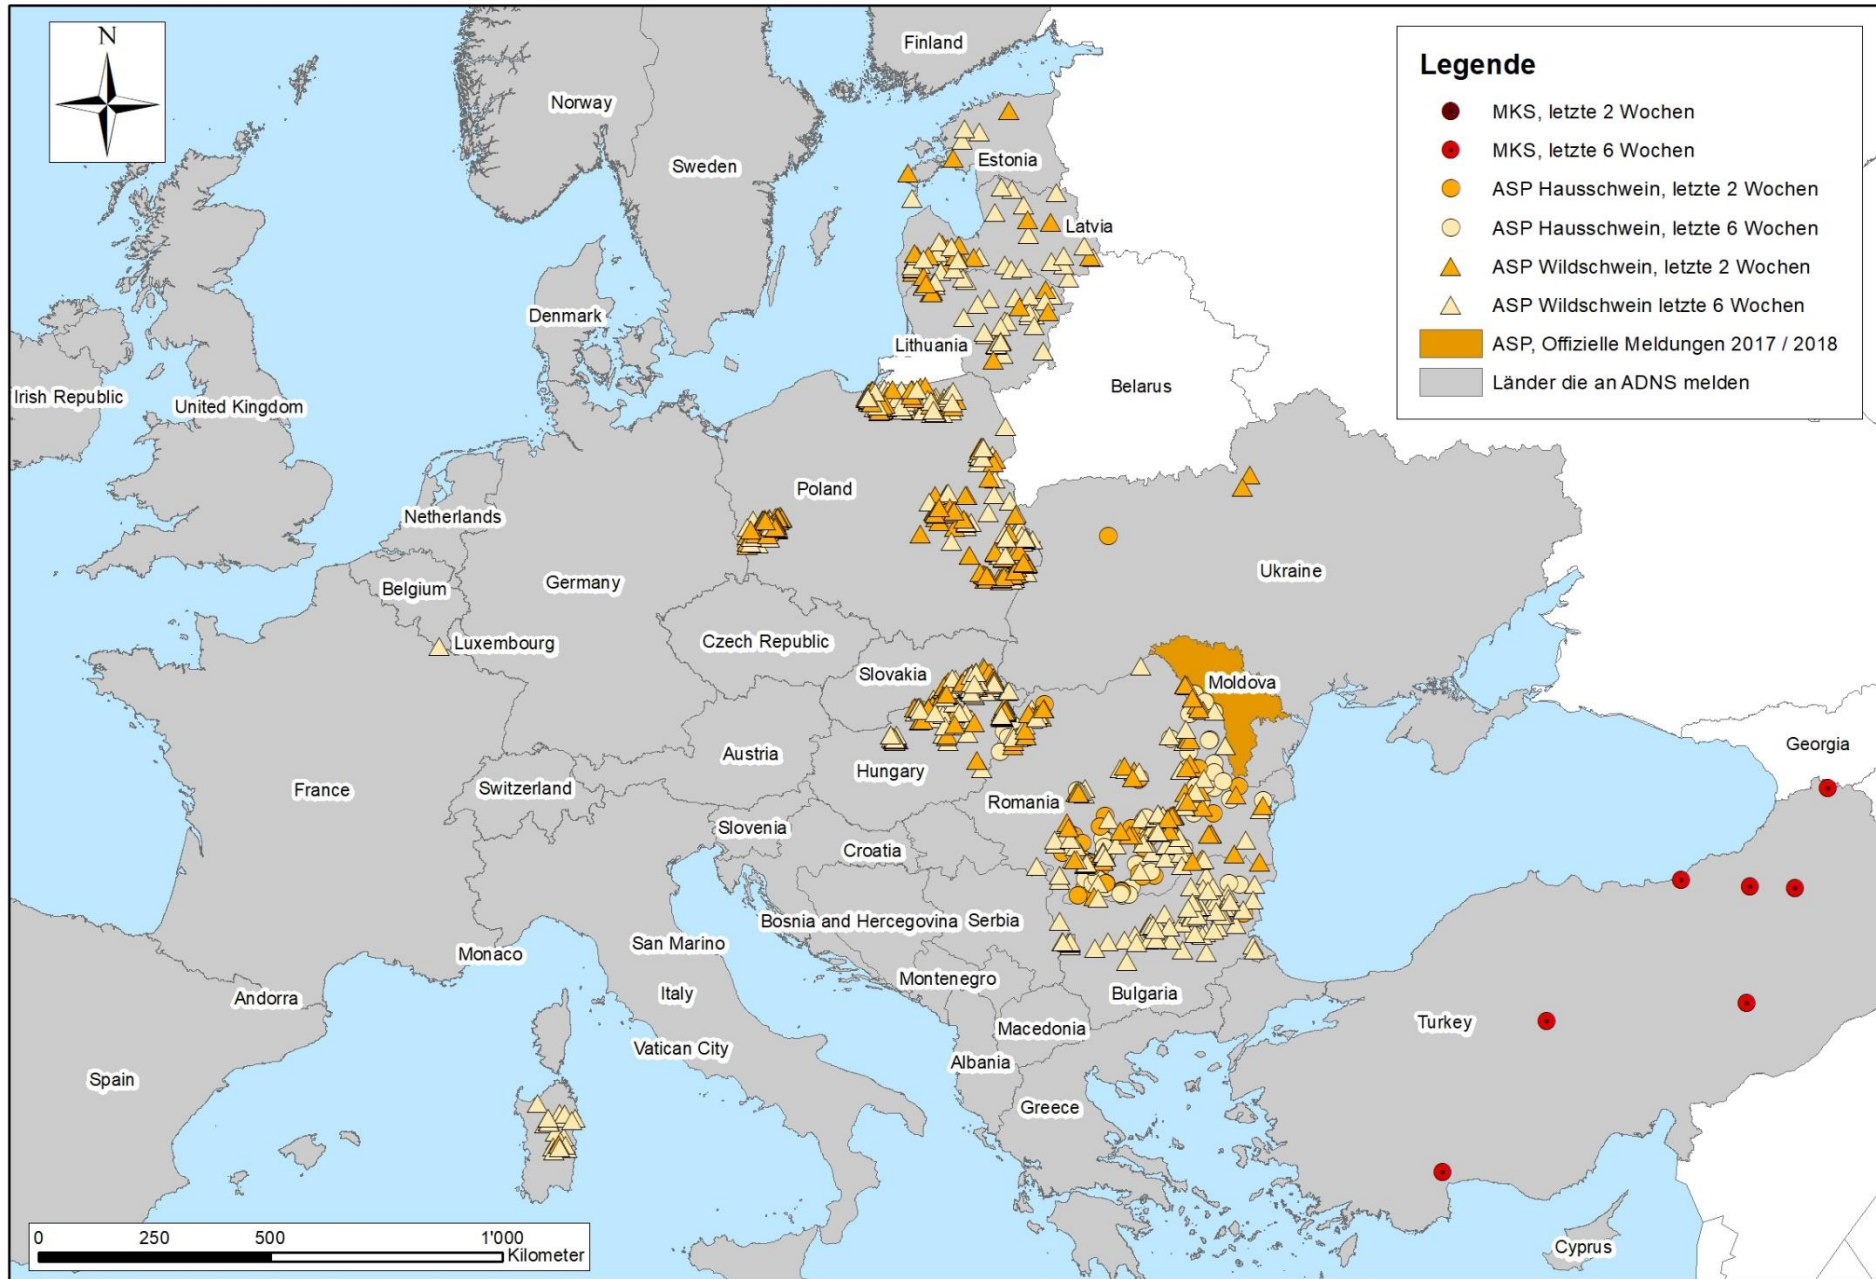 N
Legende
MKS, letzte 2 Wochen
MKS, letzte 6 Wochen
ASP Hausschwein, letzte 2 Wochen
ASP Hausschwein, letzte 6 Wochen
ASP Wildschwein, letzte 2 Wochen
ASP Wildschwein letzte 6 Wochen
ASP, Offizielle Meldungen 2017 / 2018
Länder die an ADNS melden
Finland
Norway
Sweden
Estonia
Latvia
Denmark
Lithuania
Belarus
Irish Republic
United Kingdom
Poland
Netherlands
Ukraine
Germany
Belgium
Czech Republic
Luxembourg
Slovakia
Moldova
Georgia
Austria
Hungary
France
Switzerland
Romania
Slovenia
Croatia
Bosnia and Hercegovina
Serbia
San Marino
Monaco
Montenegro
Andorra
Italy
Bulgaria
Macedonia
Turkey
Vatican City
Albania
Spain
Greece
Cyprus
0 250 500 1'000
Kilometer